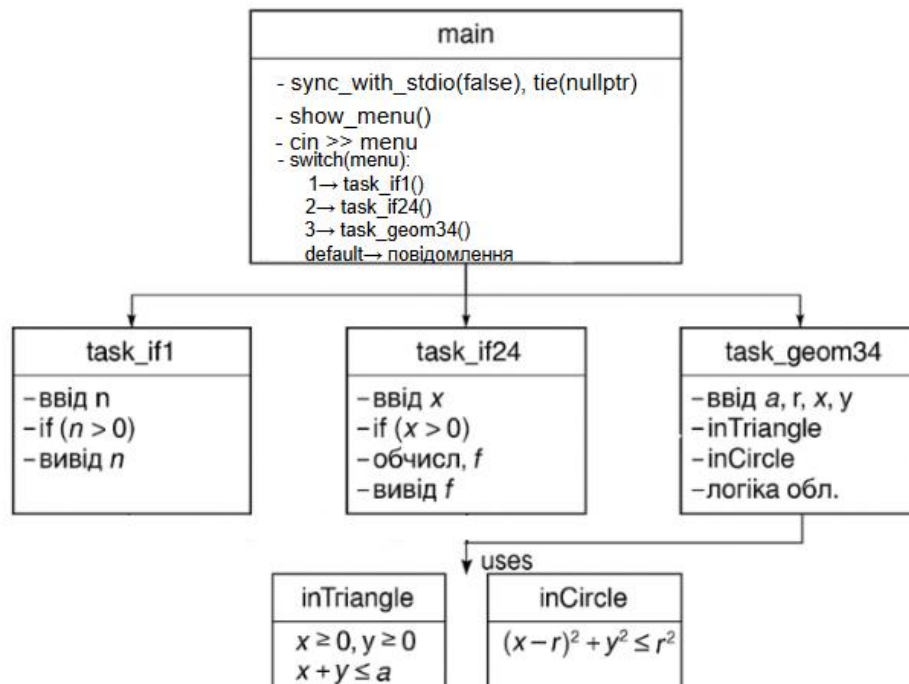 main
- sync_with_stdio(false), tie(nullptr)
- show_menu()
- cin >> menu
- switch(menu):
1→ task_if1()
2→ task_if24()
3→ task_geom34()
default→ повідомлення
task_if1
–ввід n
–if (n > 0)
–вивід n
task_if24
–ввід x
–if (x > 0)
–обчисл, f
–вивід f
task_geom34
–ввід a, r, x, y
–inTriangle
–inCircle
–логіка обл.
uses
inTriangle
x ≥ 0, y ≥ 0
x + y ≤ a
inCircle
(x – r)² + y² ≤ r²